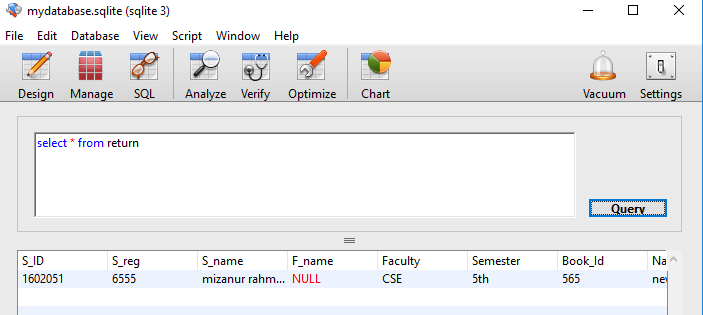 mydatabase.sqlite (sqlite 3)
File Edit Database View Script Window Help
Design Manage SQL Analyze Verify Optimize Chart Vacuum Settings
select * from return
Query
S_ID S_reg S_name F_name Faculty Semester Book_Id Na
1602051 6555 mizanur rahm... NULL CSE 5th 565 ne